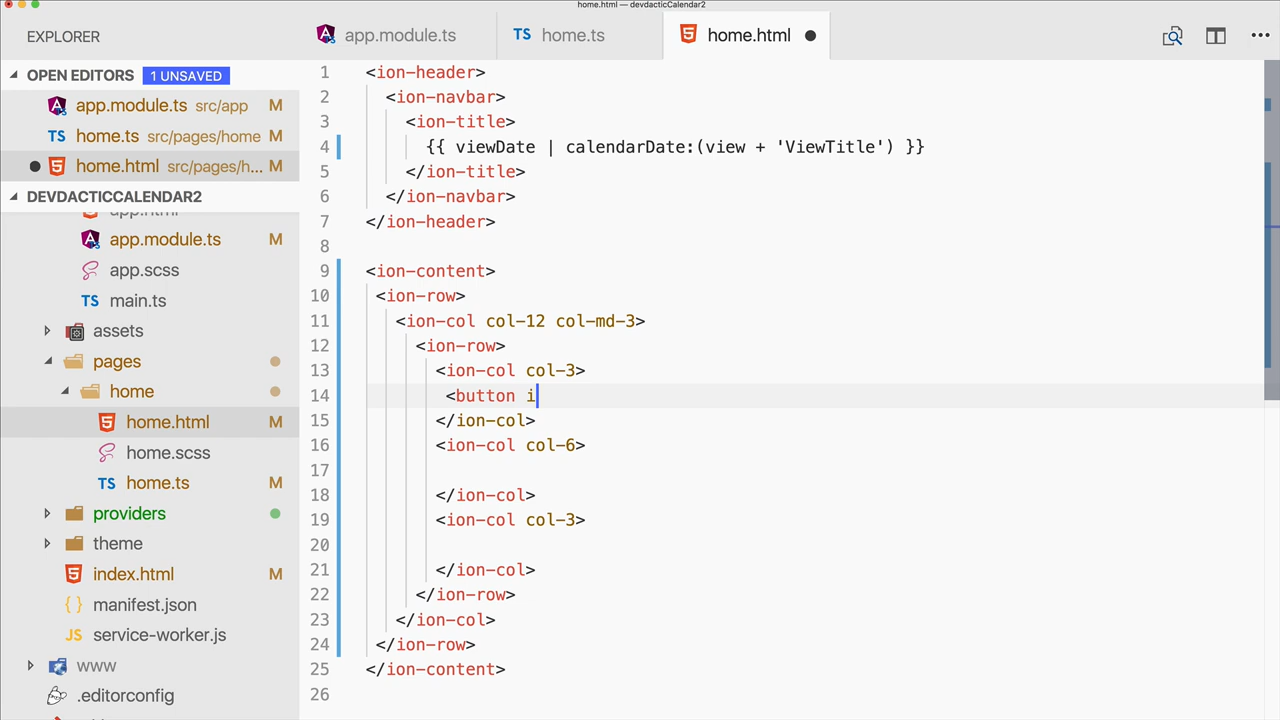 home.html — devdacticCalendar2
EXPLORER
app.module.ts
TS home.ts
home.html
OPEN EDITORS 1 UNSAVED
app.module.ts src/app M
TS home.ts src/pages/home M
home.html src/pages/h... M
DEVDACTICCALENDAR2
app.html
app.module.ts M
app.scss
TS main.ts
assets
pages
home
home.html M
home.scss
TS home.ts M
providers
theme
index.html M
{ } manifest.json
JS service-worker.js
www
.editorconfig
1 <ion-header>
2 <ion-navbar>
3 <ion-title>
4 {{ viewDate | calendarDate:(view + 'ViewTitle') }}
5 </ion-title>
6 </ion-navbar>
7 </ion-header>
8
9 <ion-content>
10 <ion-row>
11 <ion-col col-12 col-md-3>
12 <ion-row>
13 <ion-col col-3>
14 <button i
15 </ion-col>
16 <ion-col col-6>
17
18 </ion-col>
19 <ion-col col-3>
20
21 </ion-col>
22 </ion-row>
23 </ion-col>
24 </ion-row>
25 </ion-content>
26